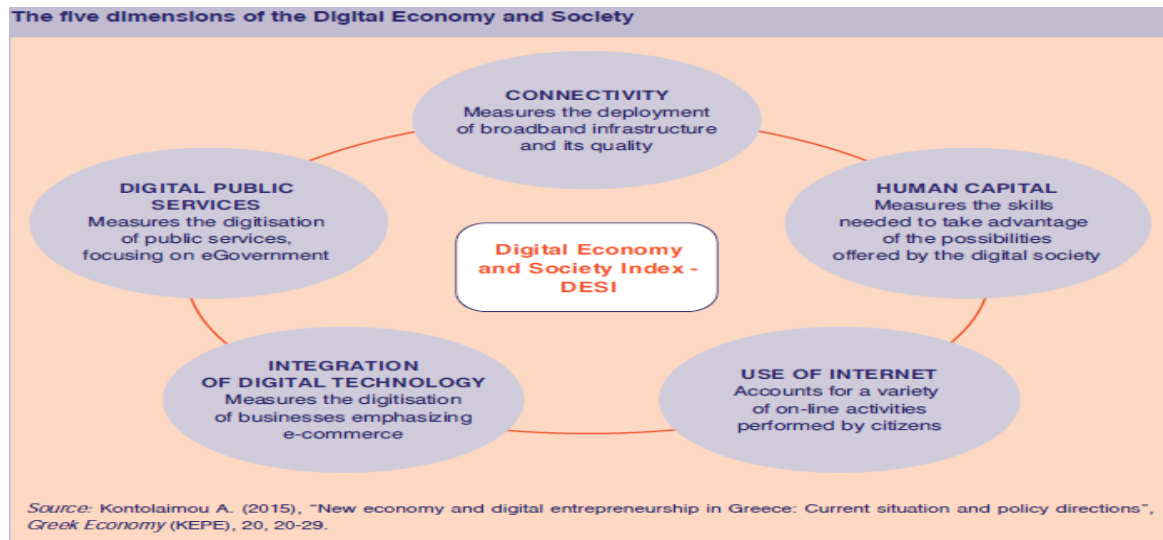 The five dimensions of the Digital Economy and Society
CONNECTIVITY
Measures the deployment
of broadband infrastructure
and its quality
DIGITAL PUBLIC
SERVICES
Measures the digitisation
of public services,
focusing on eGovernment
HUMAN CAPITAL
Measures the skills
needed to take advantage
of the possibilities
offered by the digital society
Digital Economy
and Society Index -
DESI
INTEGRATION
OF DIGITAL TECHNOLOGY
Measures the digitisation
of businesses emphasizing
e-commerce
USE OF INTERNET
Accounts for a variety
of on-line activities
performed by citizens
Source: Kontolaimou A. (2015), “New economy and digital entrepreneurship in Greece: Current situation and policy directions”,
Greek Economy (KEPE), 20, 20-29.